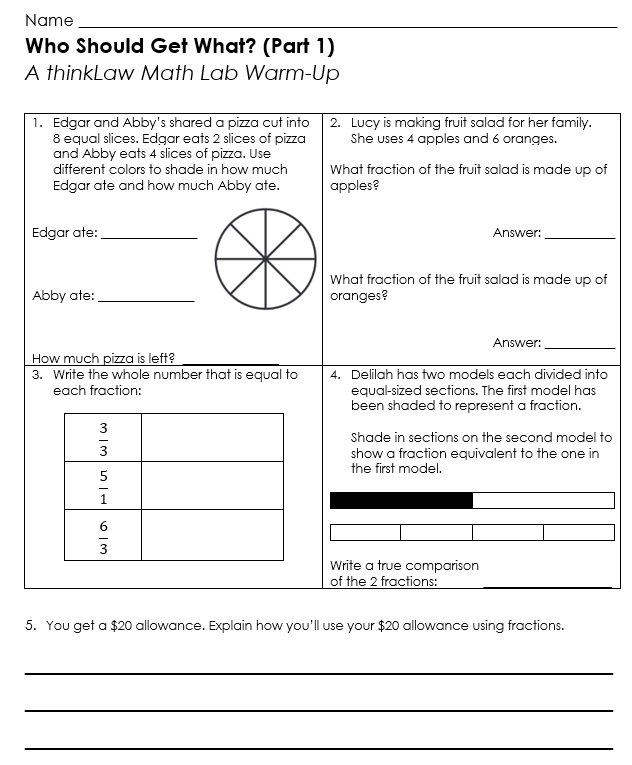 Name ___
Who Should Get What? (Part 1)
A thinkLaw Math Lab Warm-Up
1. Edgar and Abby's shared a pizza cut into
8 equal slices. Edgar eats 2 slices of pizza
and Abby eats 4 slices of pizza. Use
different colors to shade in how much
Edgar ate and how much Abby ate.
Edgar ate: ___
Abby ate: ___
How much pizza is left? ___
2. Lucy is making fruit salad for her family.
She uses 4 apples and 6 oranges.
What fraction of the fruit salad is made up of
apples?
Answer: ___
What fraction of the fruit salad is made up of
oranges?
Answer: ___
3. Write the whole number that is equal to
each fraction:
3
3
5
1
6
3
4. Delilah has two models each divided into
equal-sized sections. The first model has
been shaded to represent a fraction.
Shade in sections on the second model to
show a fraction equivalent to the one in
the first model.
Write a true comparison
of the 2 fractions: ___
5. You get a $20 allowance. Explain how you'll use your $20 allowance using fractions.